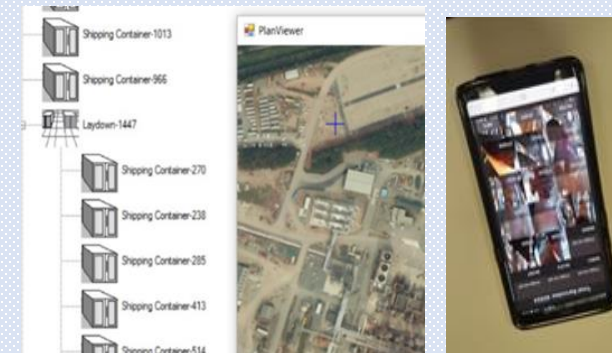 Shipping Container-1013
PlanViewer
Shipping Container-966
Laydown-1447
Shipping Container-270
Shipping Container-238
Shipping Container-285
Shipping Container-413
Shipping Container-514